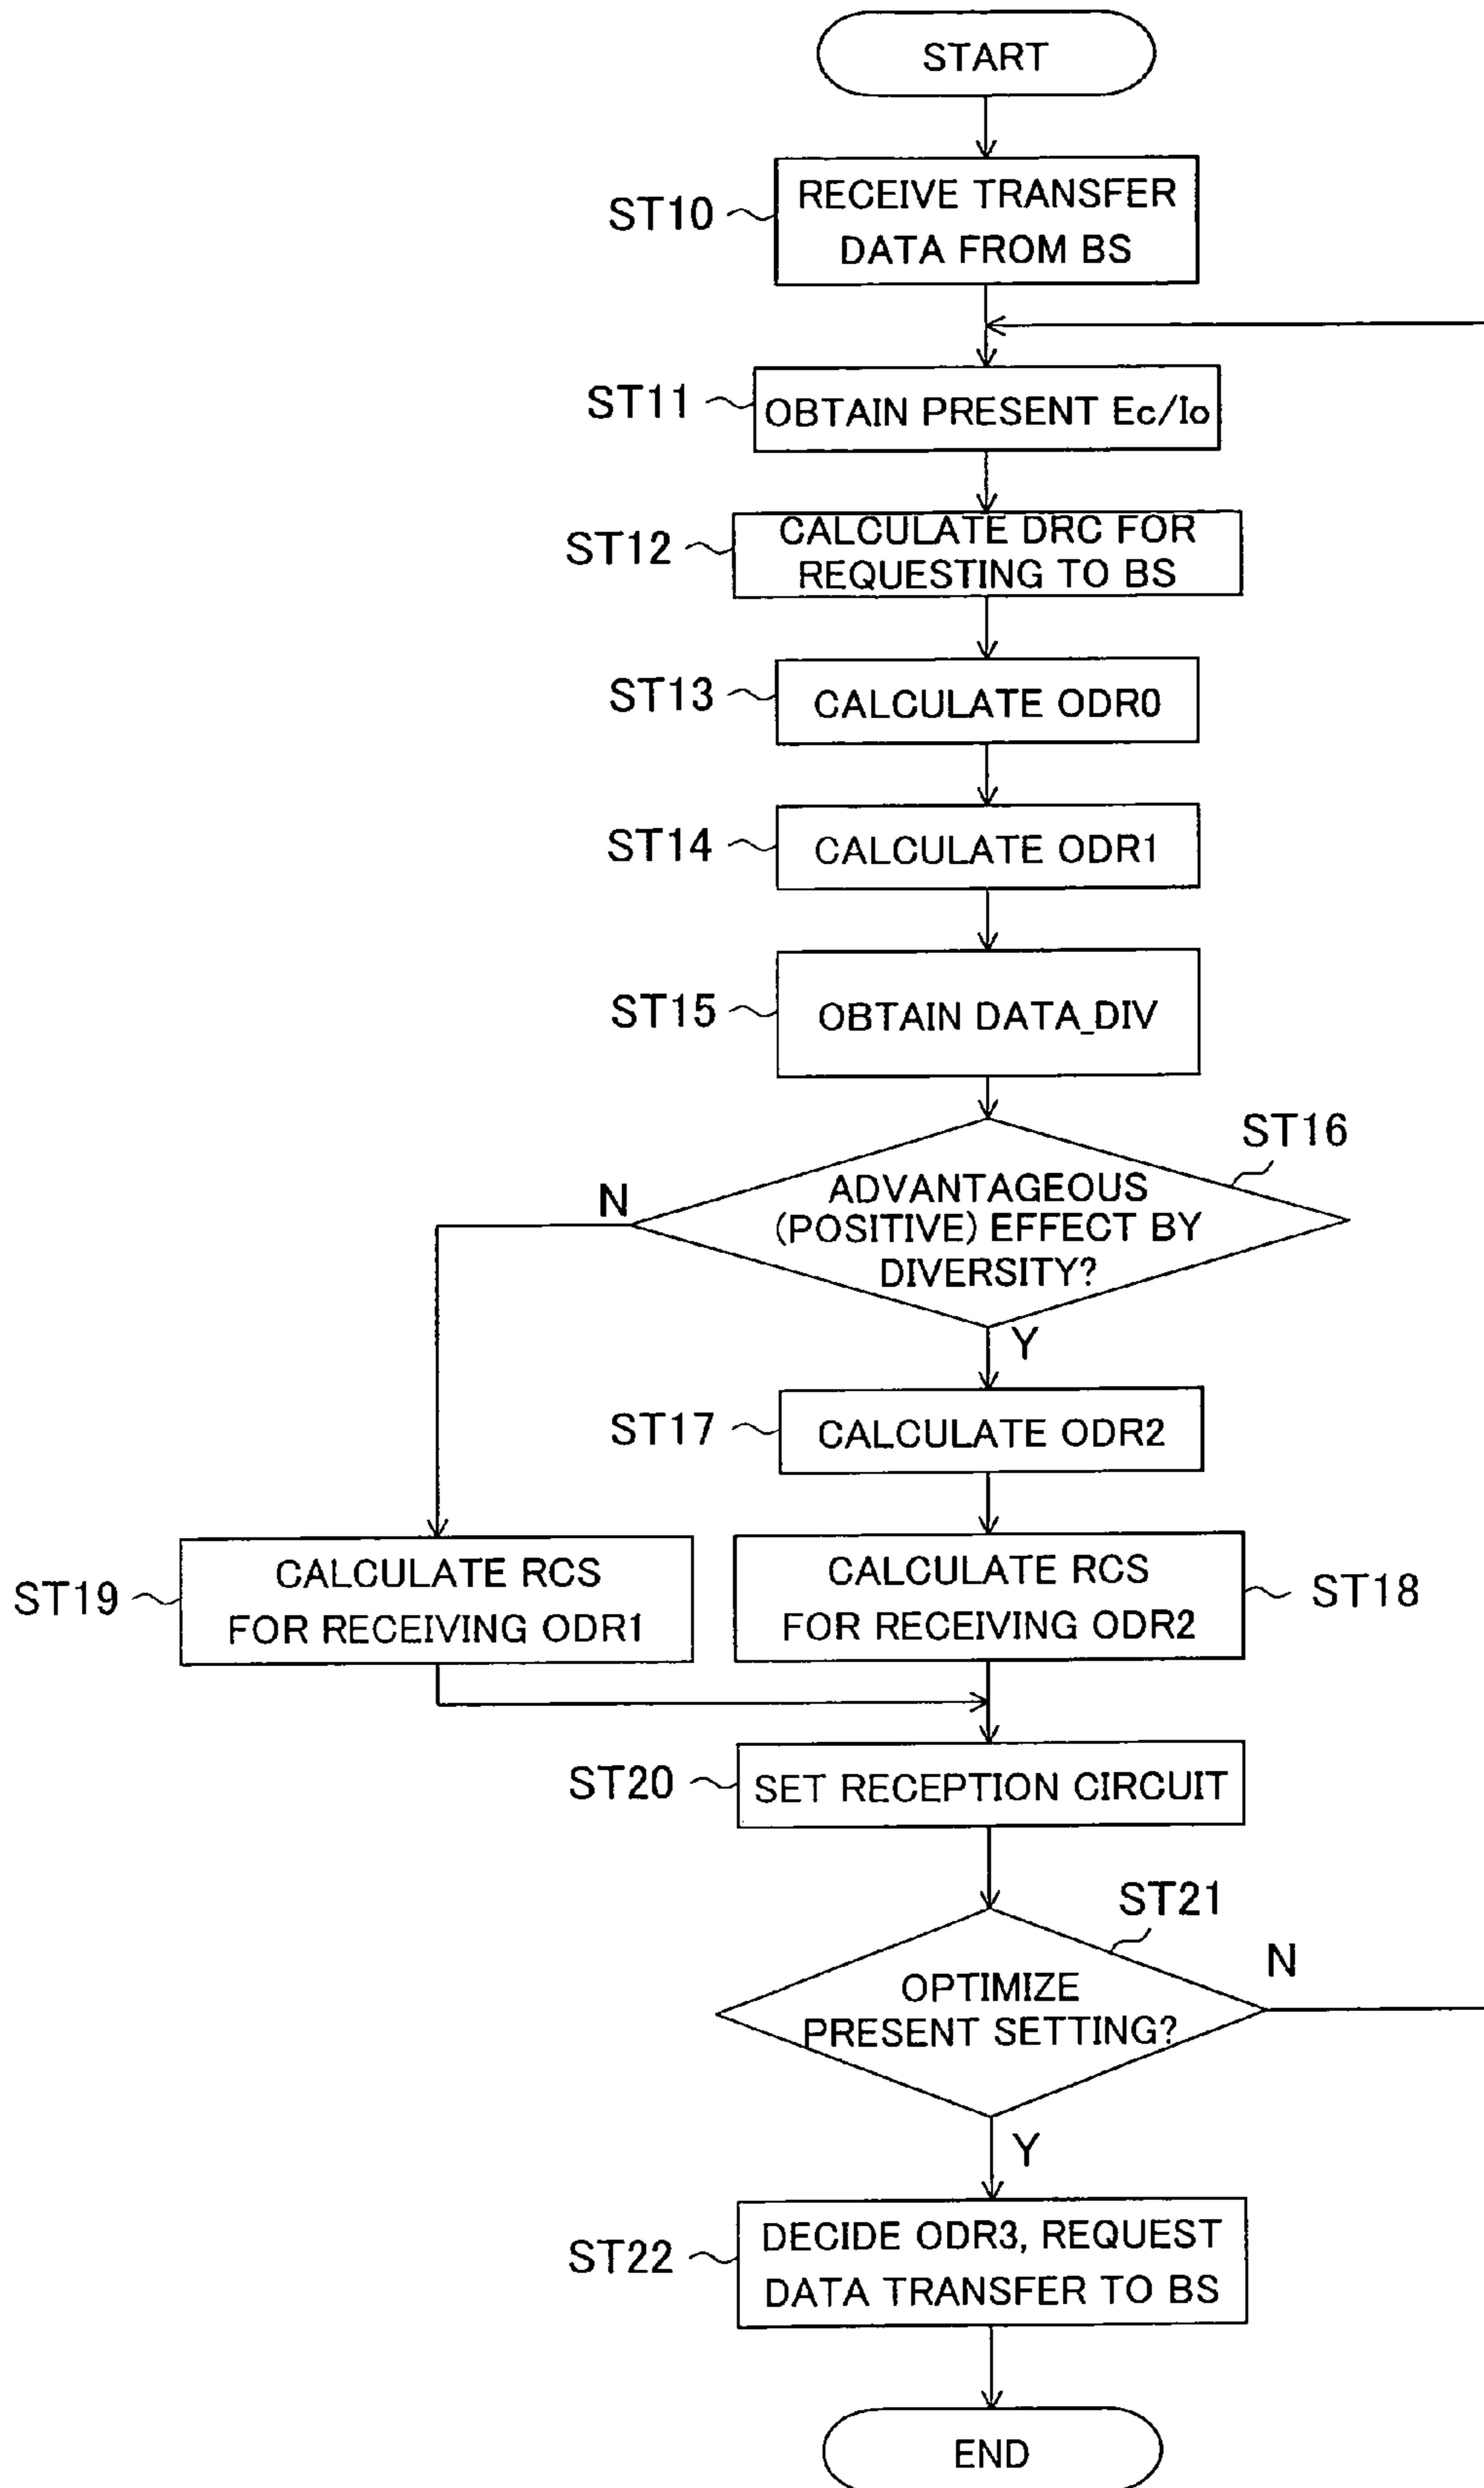 START
ST10
RECEIVE TRANSFER
DATA FROM BS
ST11
OBTAIN PRESENT Ec/Io
ST12
CALCULATE DRC FOR
REQUESTING TO BS
ST13
CALCULATE ODR0
ST14
CALCULATE ODR1
ST15
OBTAIN DATA_DIV
ST16
ADVANTAGEOUS
(POSITIVE) EFFECT BY
DIVERSITY?
N
Y
ST17
CALCULATE ODR2
ST19
CALCULATE RCS
FOR RECEIVING ODR1
CALCULATE RCS
FOR RECEIVING ODR2
ST18
ST20
SET RECEPTION CIRCUIT
ST21
OPTIMIZE
PRESENT SETTING?
N
Y
ST22
DECIDE ODR3, REQUEST
DATA TRANSFER TO BS
END